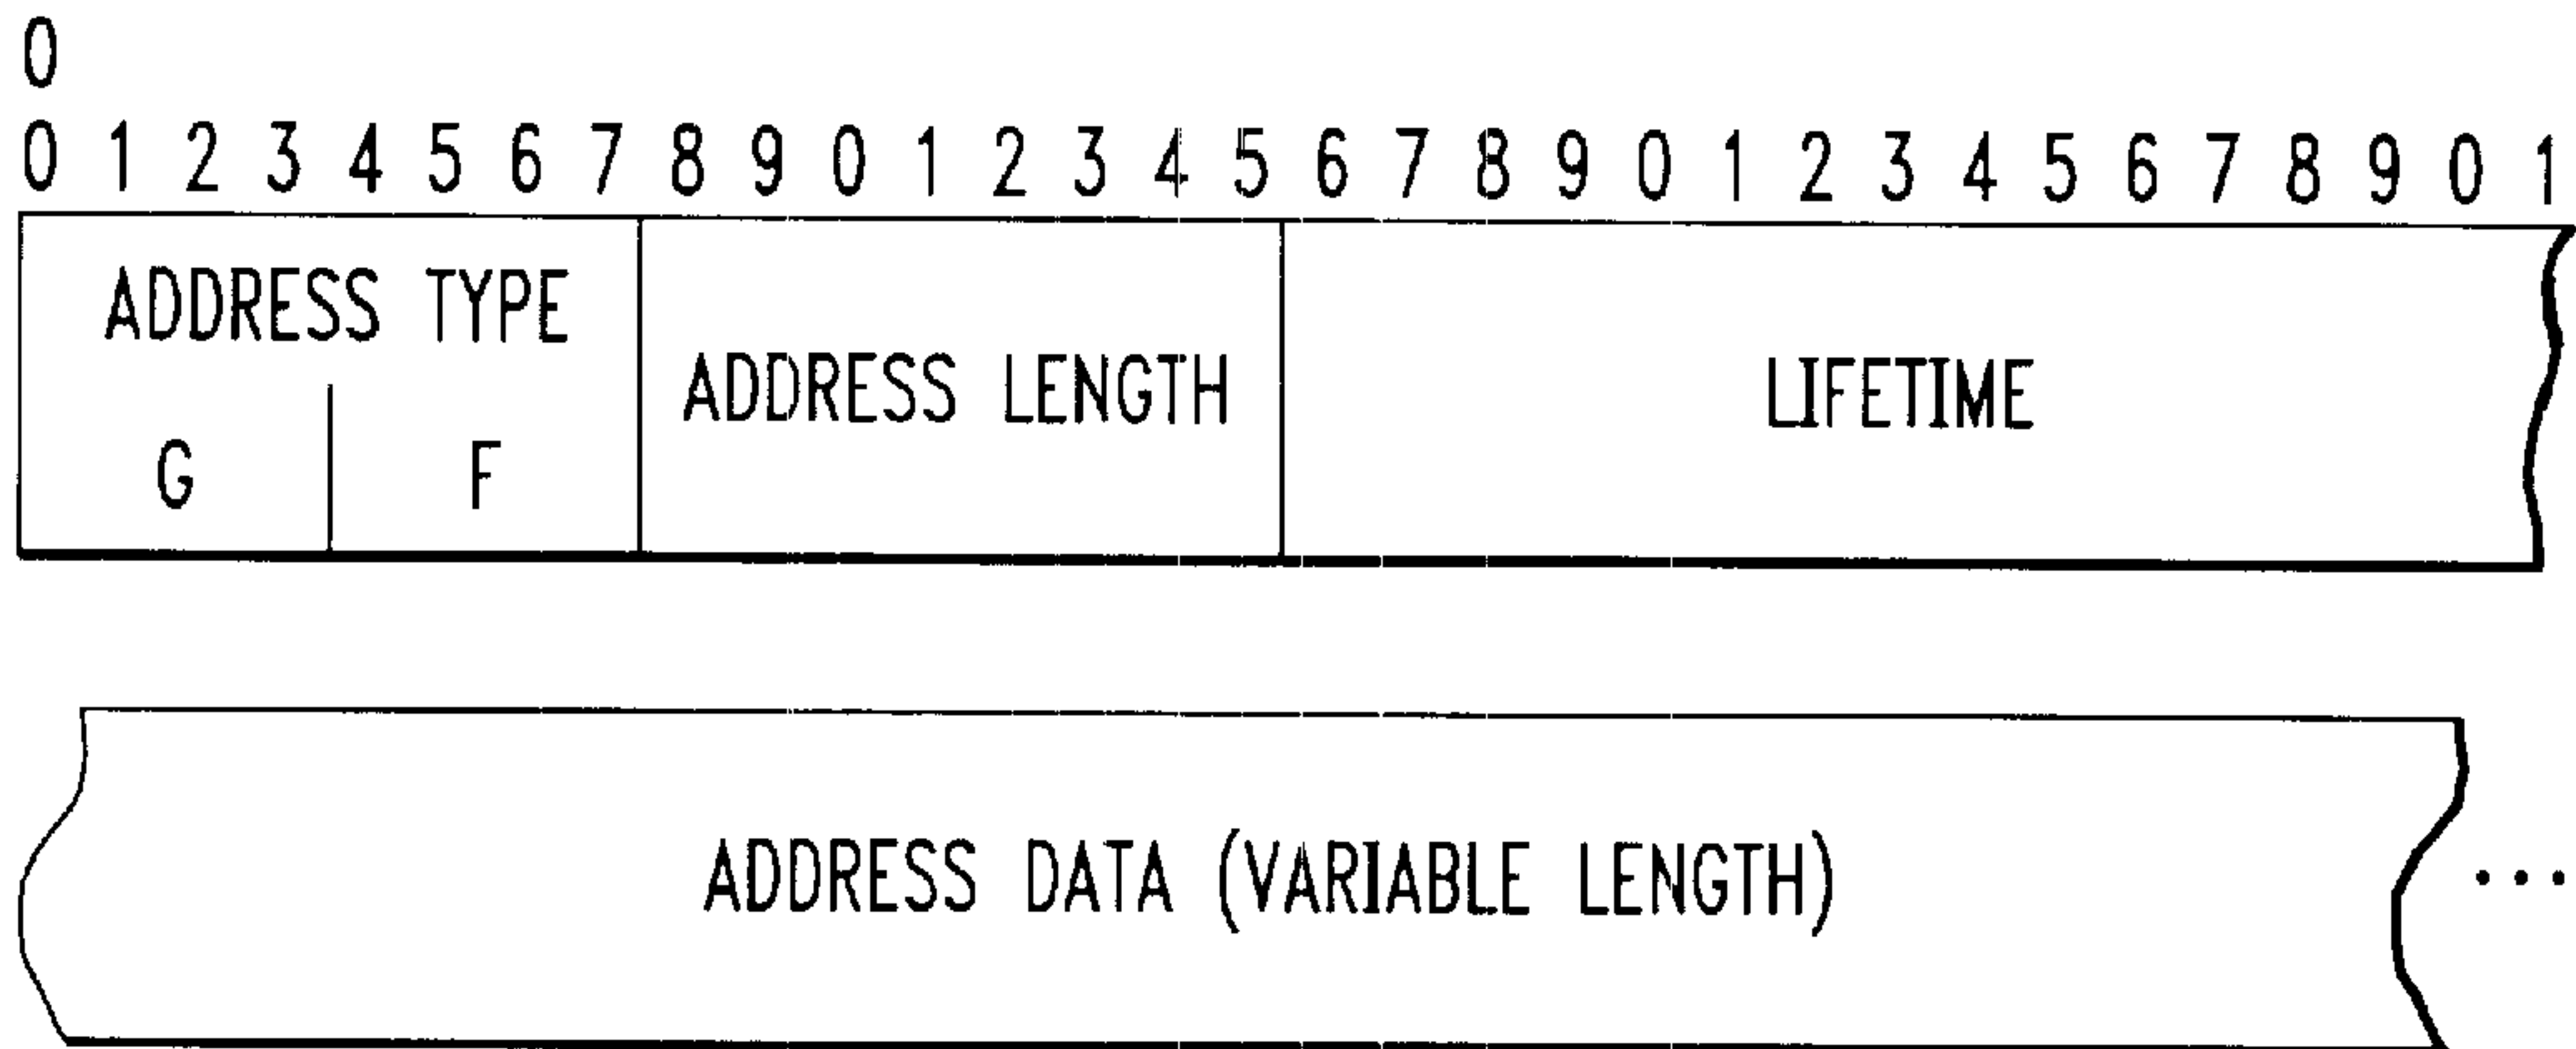 0
0 1 2 3 4 5 6 7 8 9 0 1 2 3 4 5 6 7 8 9 0 1 2 3 4 5 6 7 8 9 0 1
ADDRESS TYPE
G F
ADDRESS LENGTH
LIFETIME
ADDRESS DATA (VARIABLE LENGTH) ...